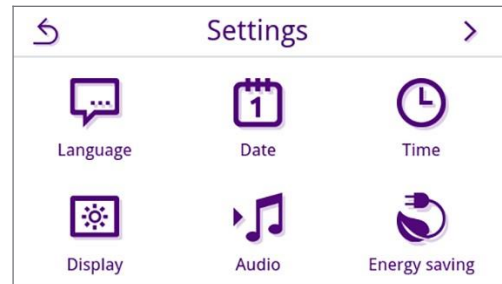 Settings
1
Language
Date
Time
Display
Audio
Energy saving